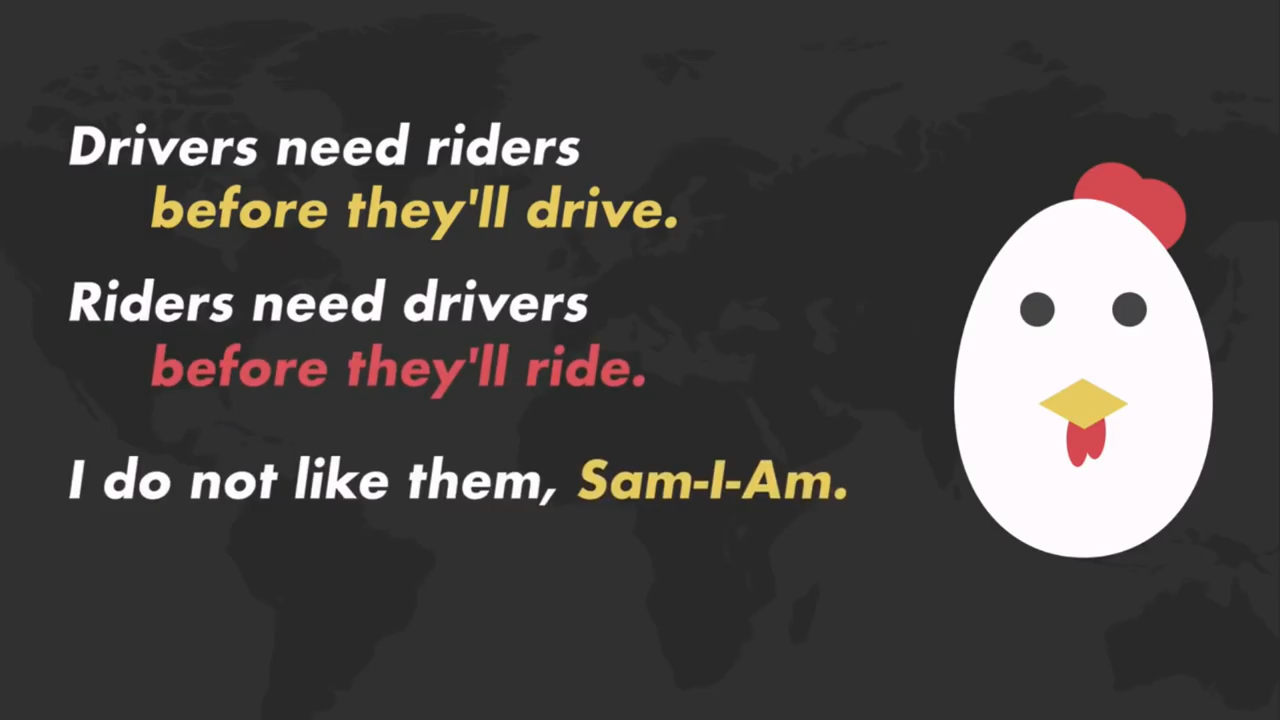 Drivers need riders
before they'll drive.
Riders need drivers
before they'll ride.
I do not like them, Sam-I-Am.